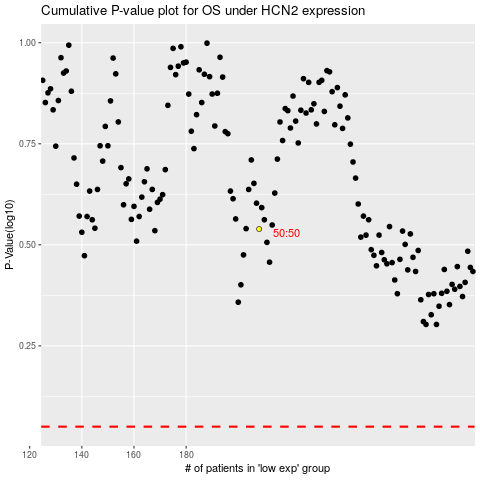 Cumulative P-value plot for OS under HCN2 expression
P-Value(log10)
1.00
0.75
0.50
0.25
50:50
120 140 160 180
# of patients in 'low exp' group